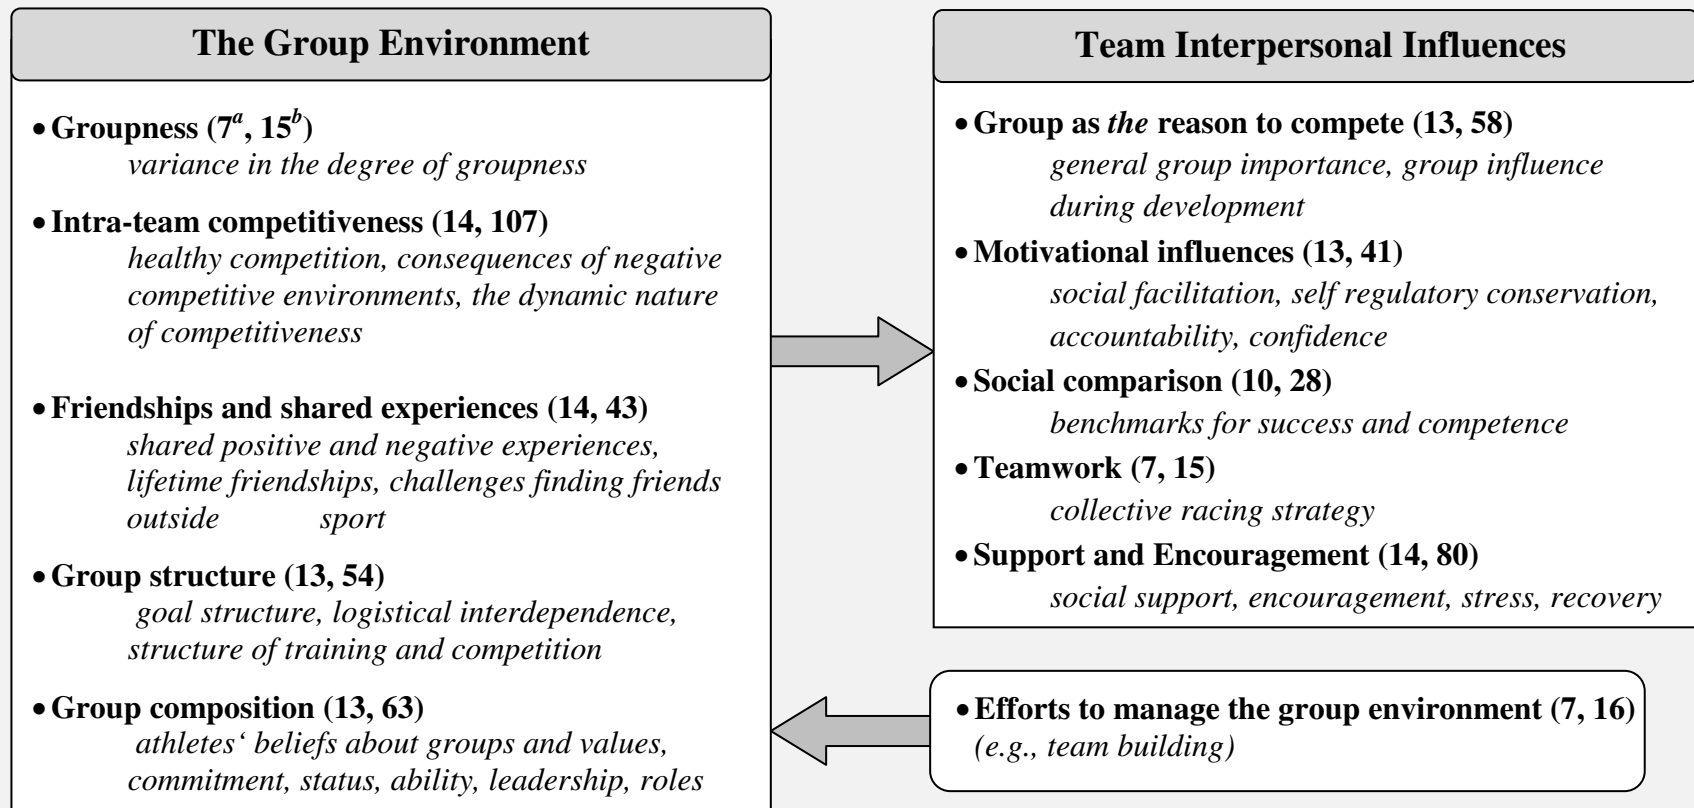 The Group Environment
• Groupness (7a, 15b)
variance in the degree of groupness
• Intra-team competitiveness (14, 107)
healthy competition, consequences of negative
competitive environments, the dynamic nature
of competitiveness
• Friendships and shared experiences (14, 43)
shared positive and negative experiences,
lifetime friendships, challenges finding friends
outside sport
• Group structure (13, 54)
goal structure, logistical interdependence,
structure of training and competition
• Group composition (13, 63)
athletes‘ beliefs about groups and values,
commitment, status, ability, leadership, roles
Team Interpersonal Influences
• Group as the reason to compete (13, 58)
general group importance, group influence
during development
• Motivational influences (13, 41)
social facilitation, self regulatory conservation,
accountability, confidence
• Social comparison (10, 28)
benchmarks for success and competence
• Teamwork (7, 15)
collective racing strategy
• Support and Encouragement (14, 80)
social support, encouragement, stress, recovery
• Efforts to manage the group environment (7, 16)
(e.g., team building)